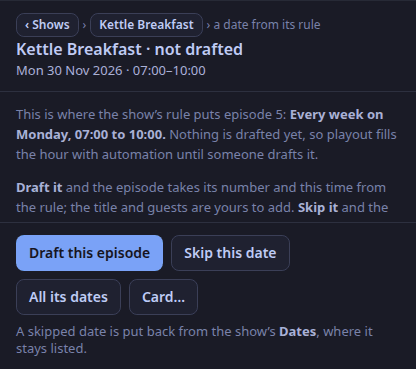 ‹ Shows › Kettle Breakfast › a date from its rule
Kettle Breakfast · not drafted
Mon 30 Nov 2026 · 07:00–10:00
This is where the show's rule puts episode 5: Every week on
Monday, 07:00 to 10:00. Nothing is drafted yet, so playout fills
the hour with automation until someone drafts it.
Draft it and the episode takes its number and this time from
the rule; the title and guests are yours to add. Skip it and the
Draft this episode
Skip this date
All its dates
Card...
A skipped date is put back from the show's Dates, where it
stays listed.